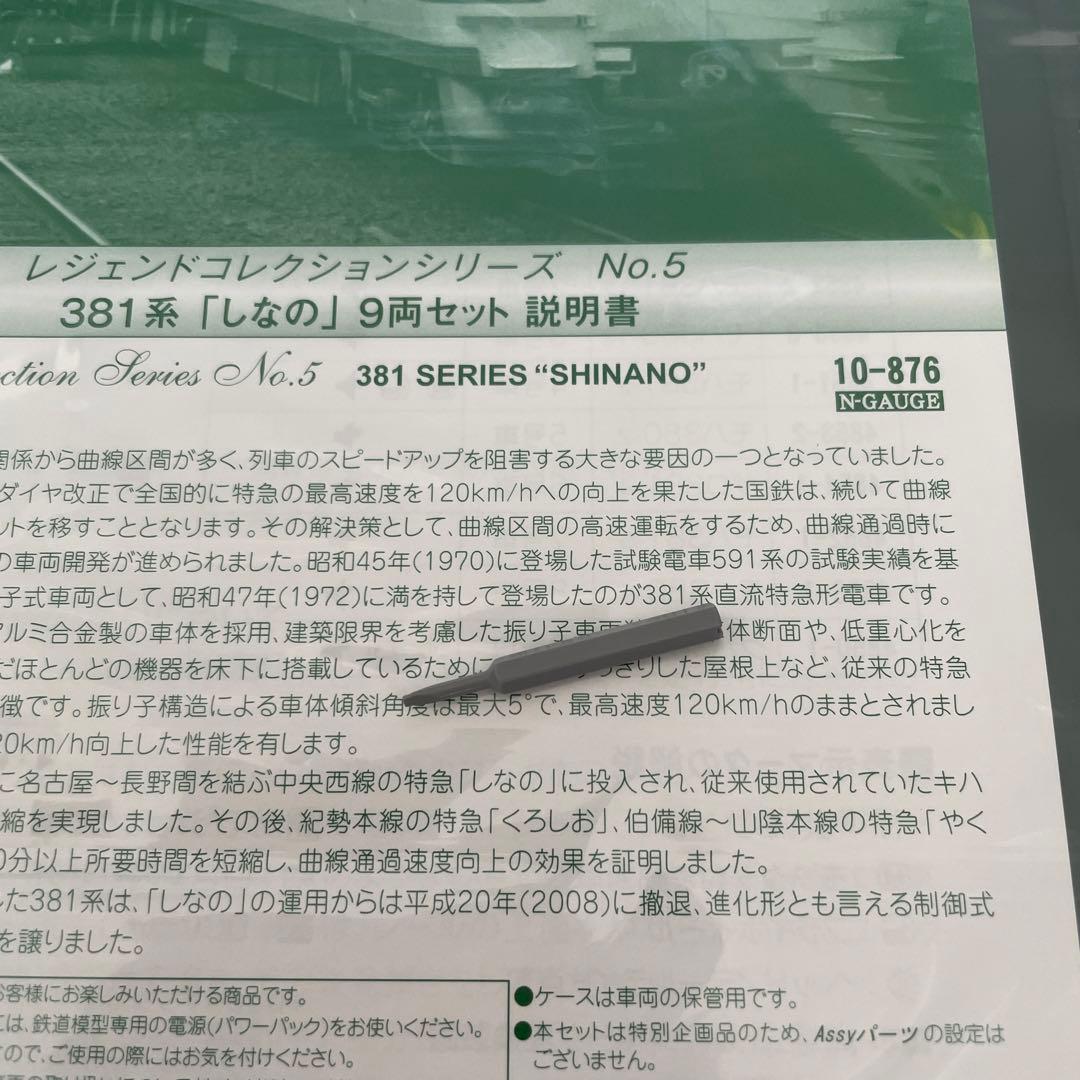 レジェンドコレクションシリーズ No.5
381系「しなの」9両セット 説明書
ction Series No.5 381 SERIES “SHINANO” 10-876
N-GAUGE
関係から曲線区間が多く、列車のスピードアップを阻害する大きな要因の一つとなっていました。
ダイヤ改正で全国的に特急の最高速度を120km/hへの向上を果たした国鉄は、続いて曲線
ットを移すこととなります。その解決策として、曲線区間の高速運転をするため、曲線通過時に
の車両開発が進められました。昭和45年(1970)に登場した試験電車591系の試験実績を基
子式車両として、昭和47年(1972)に満を持して登場したのが381系直流特急形電車です。
アルミ合金製の車体を採用、建築限界を考慮した振り子車両 体断面や、低重心化を
だほとんどの機器を床下に搭載しているために きりした屋根上など、従来の特急
徴です。振り子構造による車体傾斜角度は最大5°で、最高速度120km/hのままとされまし
20km/h向上した性能を有します。
に名古屋～長野間を結ぶ中央西線の特急「しなの」に投入され、従来使用されていたキハ
縮を実現しました。その後、紀勢本線の特急「くろしお」、伯備線～山陰本線の特急「やく
0分以上所要時間を短縮し、曲線通過速度向上の効果を証明しました。
た381系は、「しなの」の運用からは平成20年(2008)に撤退、進化形とも言える制御式
を譲りました。
お客様にお楽しみいただける商品です。
には、鉄道模型専用の電源(パワーパック)をお使いください。
すので、ご使用の際にはお気を付けください。
●ケースは車両の保管用です。
●本セットは特別企画品のため、Assyパーツの設定は
ございません。